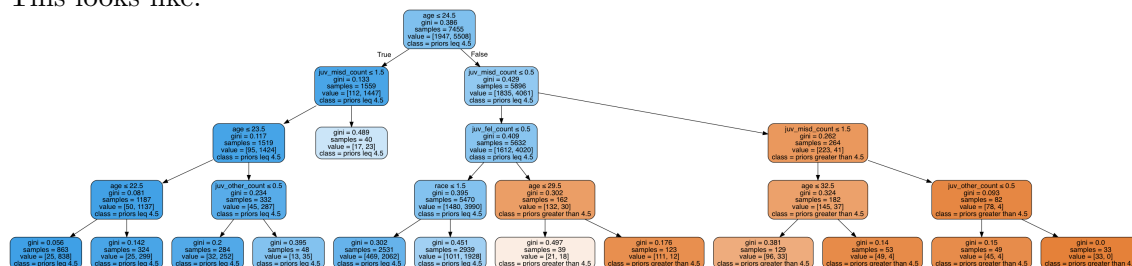 This looks like:
age ≤ 24.5
gini = 0.386
samples = 7455
value = [1947, 5508]
class = priors leq 4.5
True
False
juv_misd_count ≤ 1.5
gini = 0.133
samples = 1559
value = [112, 1447]
class = priors leq 4.5
juv_misd_count ≤ 0.5
gini = 0.429
samples = 5896
value = [1835, 4061]
class = priors leq 4.5
age ≤ 23.5
gini = 0.117
samples = 1519
value = [95, 1424]
class = priors leq 4.5
gini = 0.489
samples = 40
value = [17, 23]
class = priors leq 4.5
juv_fel_count ≤ 0.5
gini = 0.409
samples = 5632
value = [1612, 4020]
class = priors leq 4.5
juv_misd_count ≤ 1.5
gini = 0.262
samples = 264
value = [223, 41]
class = priors greater than 4.5
age ≤ 22.5
gini = 0.081
samples = 1187
value = [50, 1137]
class = priors leq 4.5
juv_other_count ≤ 0.5
gini = 0.234
samples = 332
value = [45, 287]
class = priors leq 4.5
race ≤ 1.5
gini = 0.395
samples = 5470
value = [1480, 3990]
class = priors leq 4.5
age ≤ 29.5
gini = 0.302
samples = 162
value = [132, 30]
class = priors greater than 4.5
age ≤ 32.5
gini = 0.324
samples = 182
value = [145, 37]
class = priors greater than 4.5
juv_other_count ≤ 0.5
gini = 0.093
samples = 82
value = [78, 4]
class = priors greater than 4.5
gini = 0.056
samples = 863
value = [25, 838]
class = priors leq 4.5
gini = 0.142
samples = 324
value = [25, 299]
class = priors leq 4.5
gini = 0.2
samples = 284
value = [32, 252]
class = priors leq 4.5
gini = 0.395
samples = 48
value = [13, 35]
class = priors leq 4.5
gini = 0.302
samples = 2531
value = [469, 2062]
class = priors leq 4.5
gini = 0.451
samples = 2939
value = [1011, 1928]
class = priors leq 4.5
gini = 0.497
samples = 39
value = [21, 18]
class = priors greater than 4.5
gini = 0.176
samples = 123
value = [111, 12]
class = priors greater than 4.5
gini = 0.381
samples = 129
value = [96, 33]
class = priors greater than 4.5
gini = 0.14
samples = 53
value = [49, 4]
class = priors greater than 4.5
gini = 0.15
samples = 49
value = [45, 4]
class = priors greater than 4.5
gini = 0.0
samples = 33
value = [33, 0]
class = priors greater than 4.5